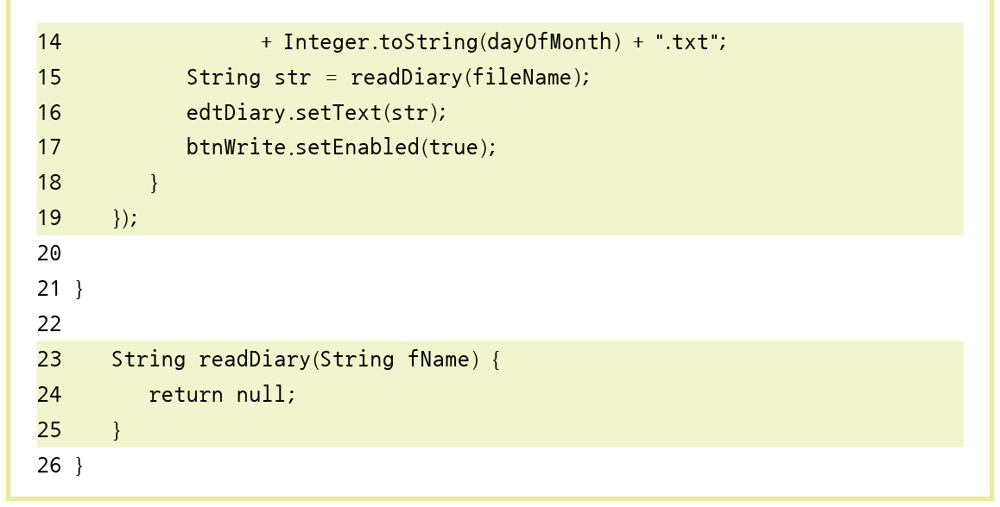 14                + Integer.toString(dayOfMonth) + ".txt";
15          String str = readDiary(fileName);
16          edtDiary.setText(str);
17          btnWrite.setEnabled(true);
18       }
19    });
20
21 }
22
23    String readDiary(String fName) {
24       return null;
25    }
26 }